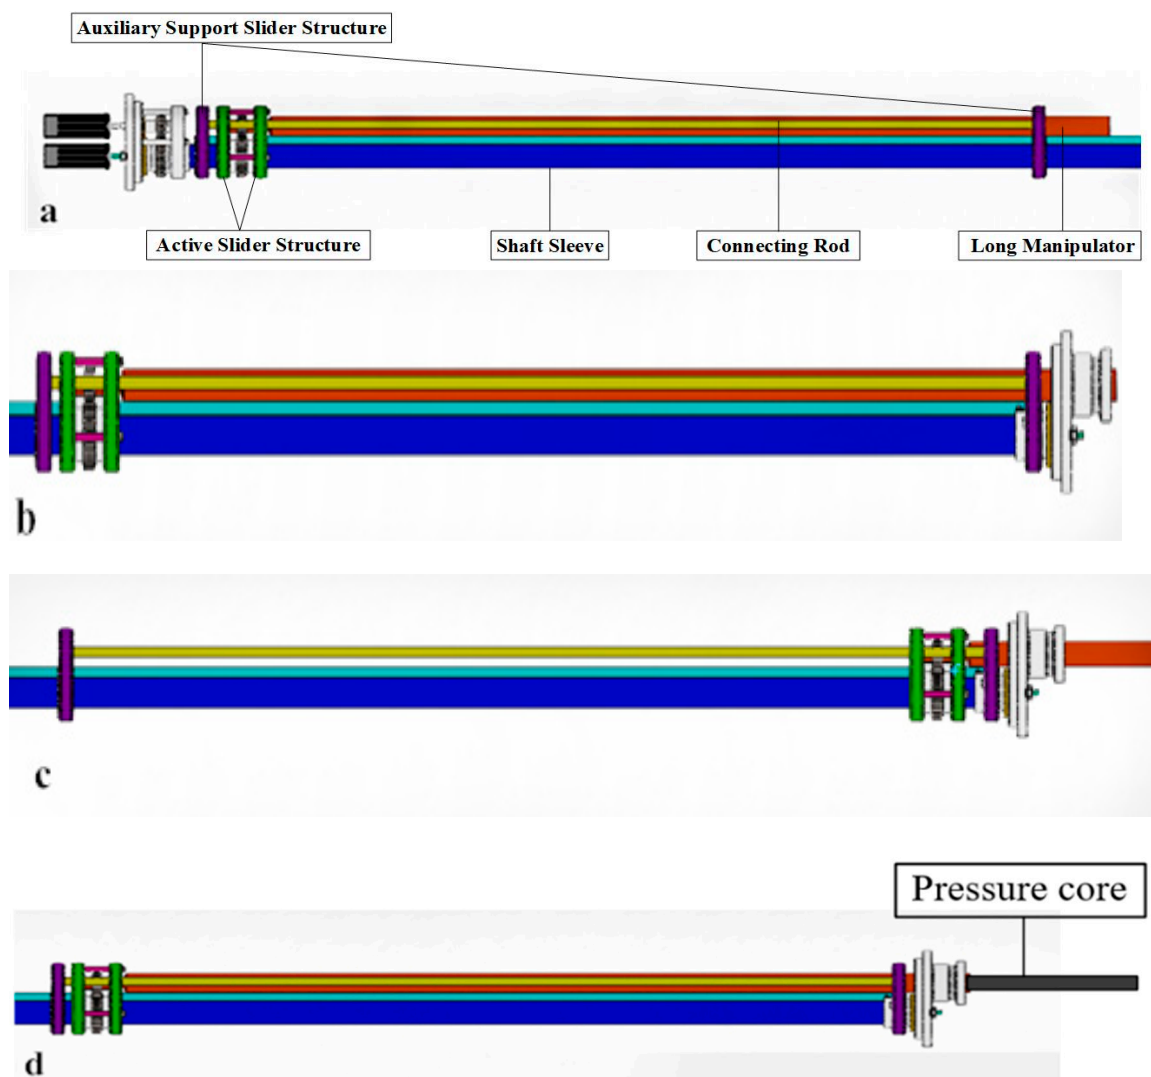 Auxiliary Support Slider Structure
a
Active Slider Structure
Shaft Sleeve
Connecting Rod
Long Manipulator
b
c
Pressure core
d